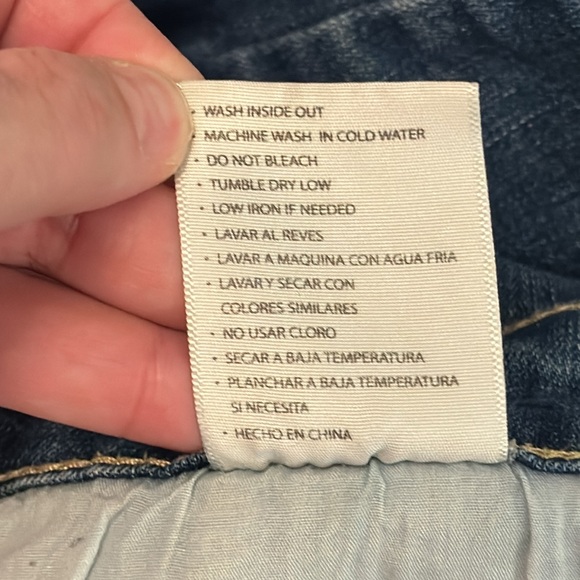 • WASH INSIDE OUT
• MACHINE WASH IN COLD WATER
• DO NOT BLEACH
• TUMBLE DRY LOW
• LOW IRON IF NEEDED
• LAVAR AL REVES
• LAVAR A MAQUINA CON AGUA FRIA
• LAVAR Y SECAR CON
COLORES SIMILARES
• NO USAR CLORO
• SECAR A BAJA TEMPERATURA
• PLANCHAR A BAJA TEMPERATURA
SI NECESITA
• HECHO EN CHINA